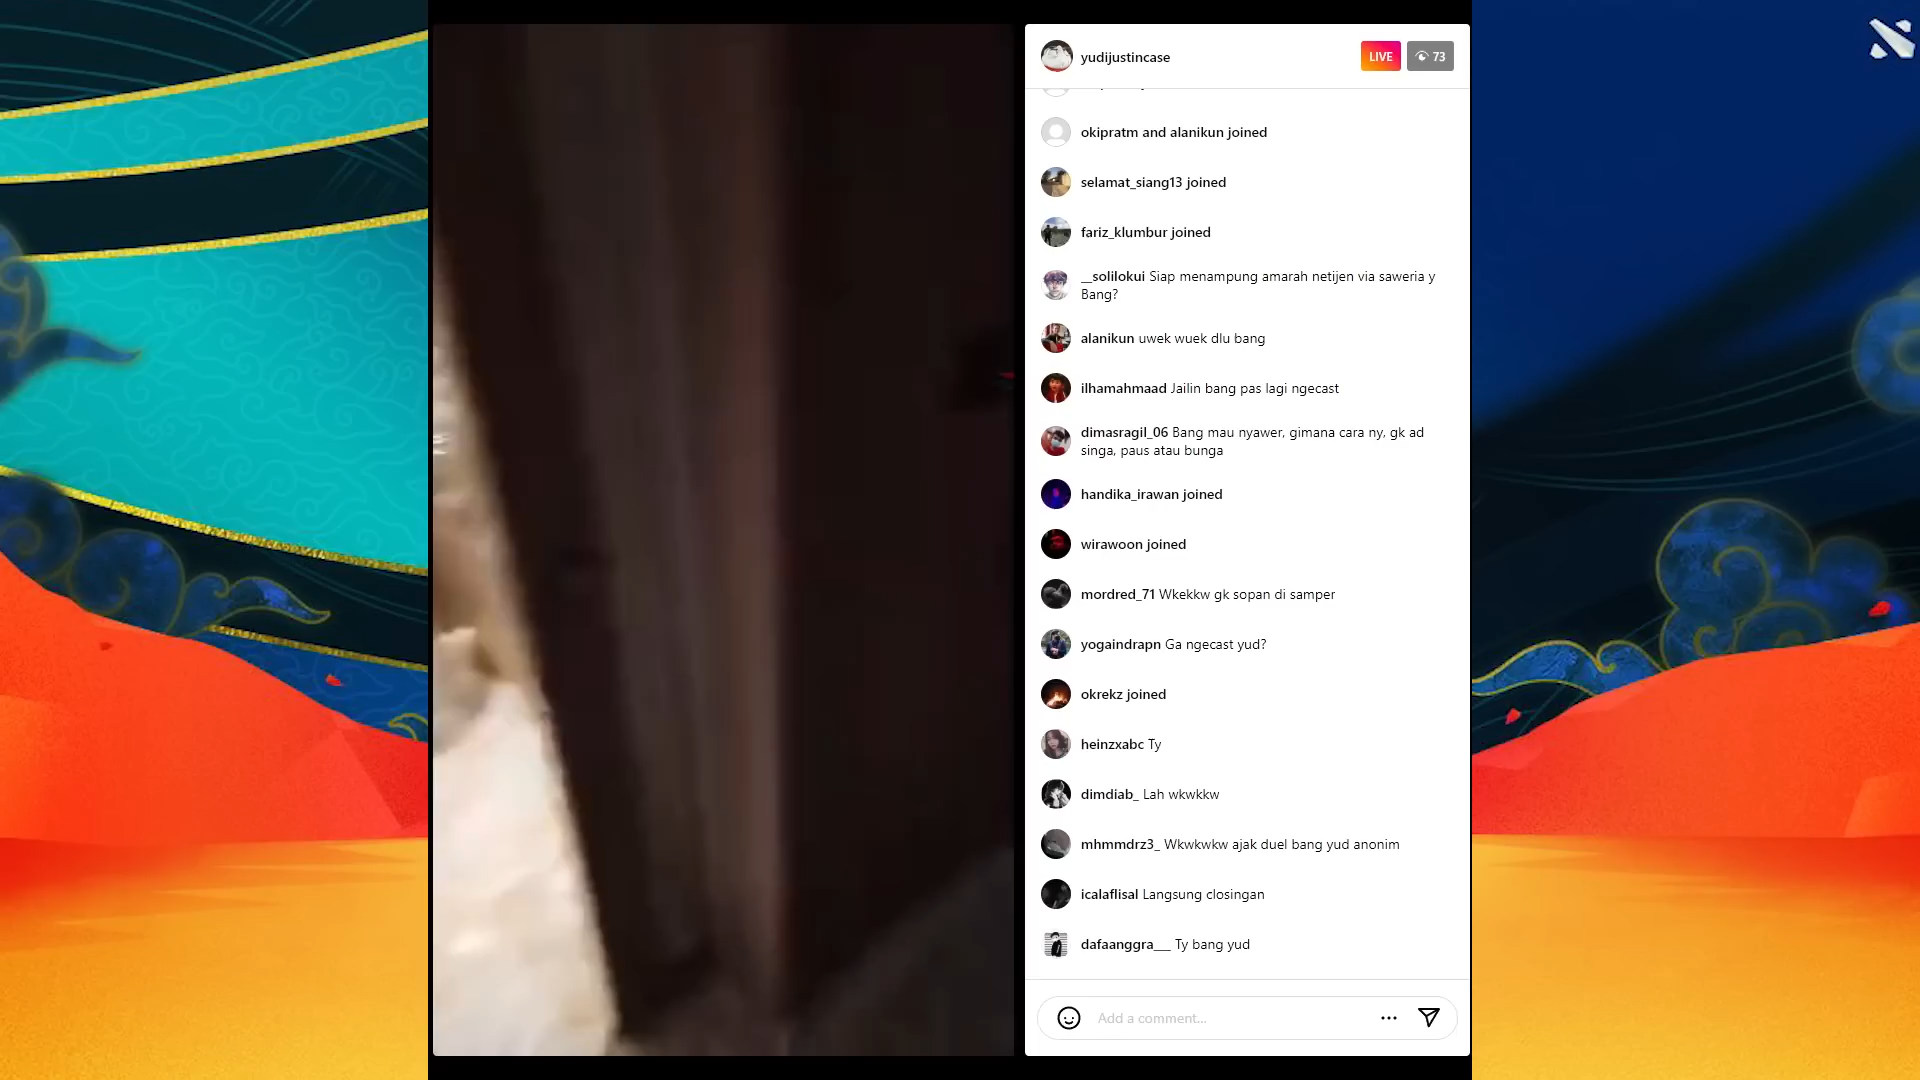 yudijustincase
LIVE
73
okipratm and alanikun joined
selamat_siang13 joined
fariz_klumbur joined
__solilokui Siap menampung amarah netijen via saweria y
Bang?
alanikun uwek wuek dlu bang
ilhamahmaad Jailin bang pas lagi ngecast
dimasragil_06 Bang mau nyawer, gimana cara ny, gk ad
singa, paus atau bunga
handika_irawan joined
wirawoon joined
mordred_71 Wkekkw gk sopan di samper
yogaindrapn Ga ngecast yud?
okrekz joined
heinzxabc Ty
dimdiab_ Lah wkwkkw
mhmmdrz3_ Wkwkwkw ajak duel bang yud anonim
icalaflisal Langsung closingan
dafaanggra___ Ty bang yud
Add a comment...